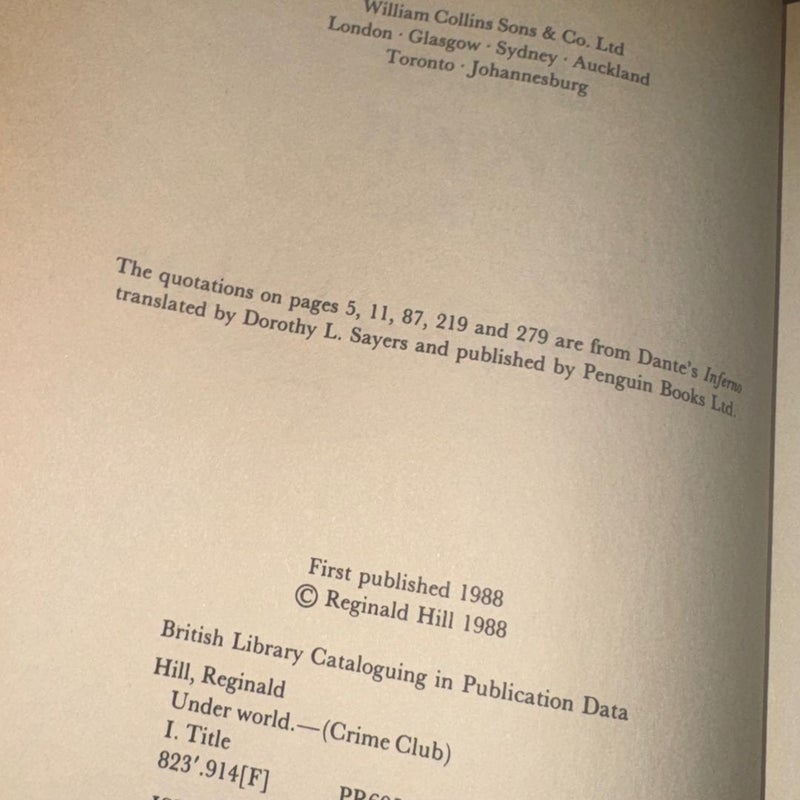 William Collins Sons & Co. Ltd
London · Glasgow · Sydney · Auckland
Toronto · Johannesburg
The quotations on pages 5, 11, 87, 219 and 279 are from Dante's Inferno
translated by Dorothy L. Sayers and published by Penguin Books Ltd.
First published 1988
© Reginald Hill 1988
British Library Cataloguing in Publication Data
Hill, Reginald
Under world.—(Crime Club)
I. Title
823′.914[F]